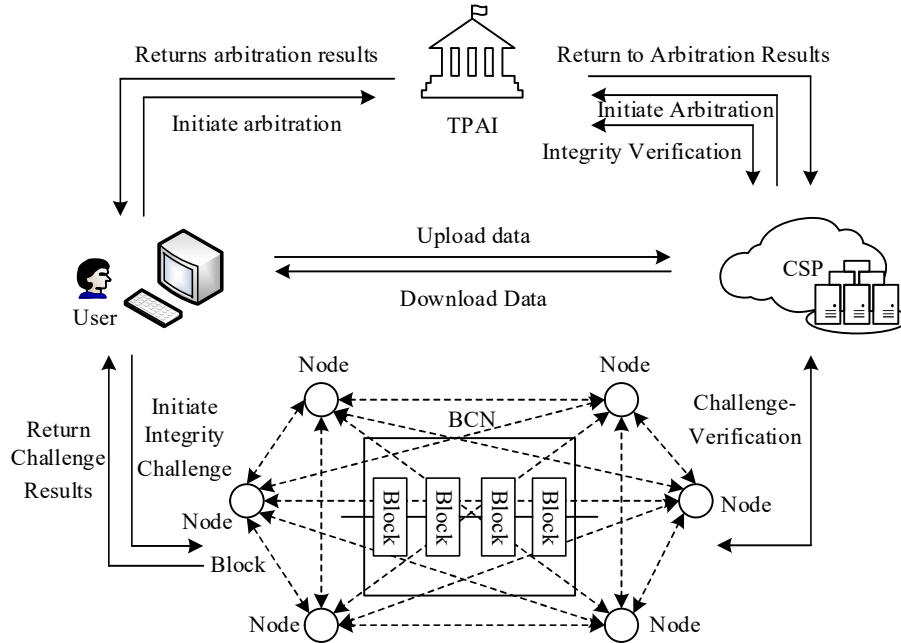 Returns arbitration results
Return to Arbitration Results
Initiate arbitration
TPAI
Initiate Arbitration
Integrity Verification
Upload data
CSP
Download Data
User
Node
Node
BCN
Initiate
Integrity
Challenge
Return
Challenge
Results
Challenge-
Verification
Block
Block
Block
Block
Node
Node
Block
Node
Node